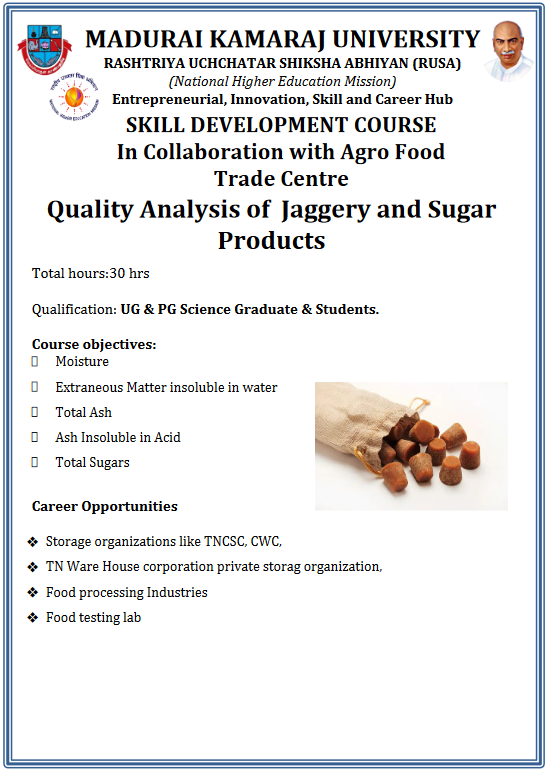 MADURAI KAMARAJ UNIVERSITY
RASHTRIYA UCHCHATAR SHIKSHA ABHIYAN (RUSA)
(National Higher Education Mission)
Entrepreneurial, Innovation, Skill and Career Hub
SKILL DEVELOPMENT COURSE
In Collaboration with Agro Food
Trade Centre
Quality Analysis of Jaggery and Sugar
Products
Total hours:30 hrs
Qualification: UG & PG Science Graduate & Students.
Course objectives:
Moisture
Extraneous Matter insoluble in water
Total Ash
Ash Insoluble in Acid
Total Sugars
Career Opportunities
❖ Storage organizations like TNCSC, CWC,
❖ TN Ware House corporation private storag organization,
❖ Food processing Industries
❖ Food testing lab